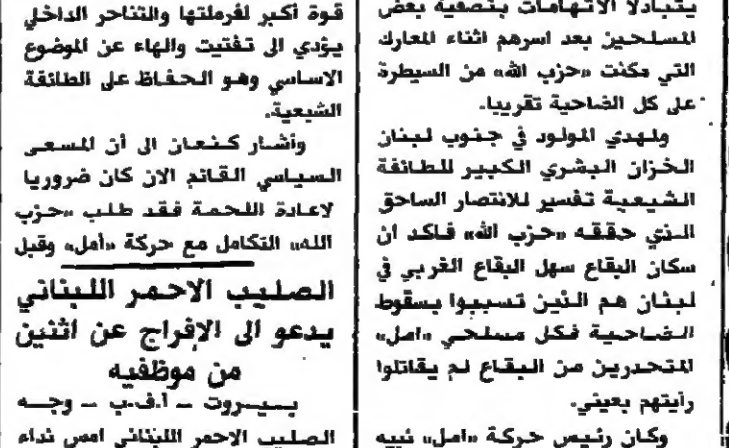 يتبادلا الاتهامات بتصفية بعض
المسلحين بعد اسرهم اثناء المعارك
التي مكنت «حزب الله» من السيطرة
على كل الضاحية تقريبا.
ولهدي المولود في جنوب لبنان
الخزان البشري الكبير للطائفة
الشيعية تفسير للانتصار الساحق
الذي حققه «حزب الله» فاكد ان
سكان البقاع سهل البقاع الغربي في
لبنان هم الذين تسببوا بسقوط
الضاحية فكل مسلحي «امل»
المتحدرين من البقاع لم يقاتلوا
رأيتهم بعيني.
وكان رئيس حركة «امل» نبيه
قوة أكبر لفرملتها والتناحر الداخلي
يؤدي الى تفتيت والهاء عن الموضوع
الاساسي وهو الحفاظ على الطائفة
الشيعية.
وأشار كنعان الى أن المسعى
السياسي القائم الان كان ضروريا
لاعادة اللحمة فقد طلب «حزب
الله» التكامل مع حركة «أمل» وقبل
الصليب الاحمر اللبناني
يدعو الى الإفراج عن اثنين
من موظفيه
بيروت - أ.ف.ب - وجه
الصليب الاحمر اللبناني امس نداء